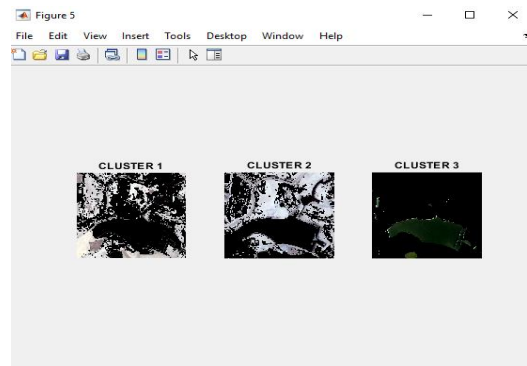 Figure 5
File Edit View Insert Tools Desktop Window Help
CLUSTER 1 CLUSTER 2 CLUSTER 3